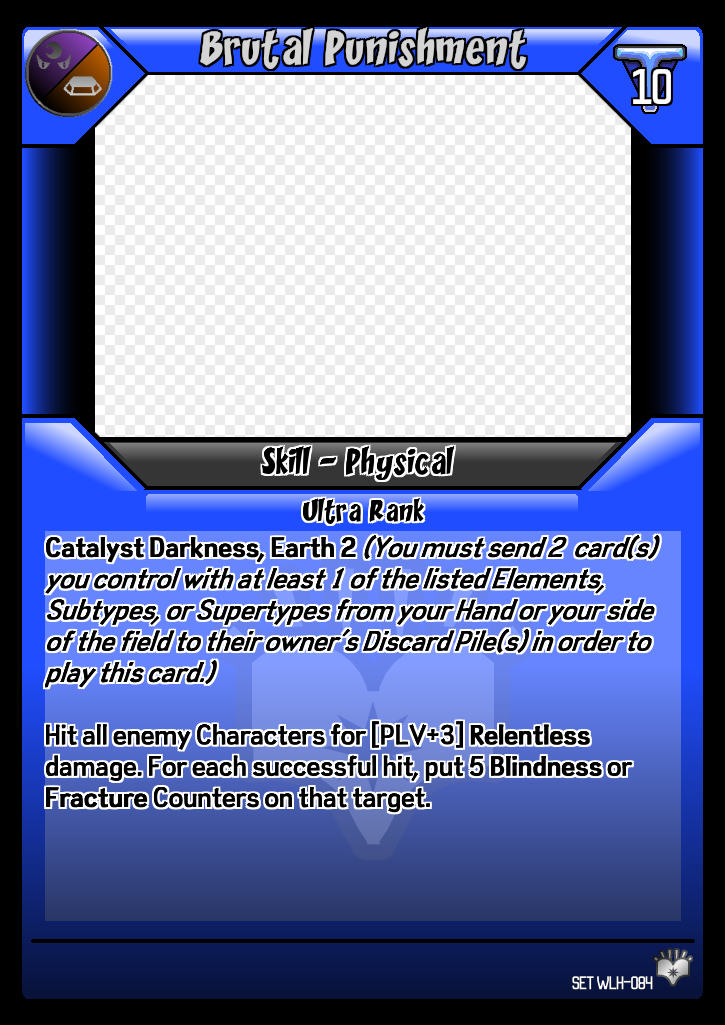 Brutal Punishment
10
Skill - Physical
Ultra Rank
Catalyst Darkness, Earth 2 (You must send 2 card(s)
you control with at least 1 of the listed Elements,
Subtypes, or Supertypes from your Hand or your side
of the field to their owner's Discard Pile(s) in order to
play this card.)
Hit all enemy Characters for [PLV+3] Relentless
damage. For each successful hit, put 5 Blindness or
Fracture Counters on that target.
SET WLH-084